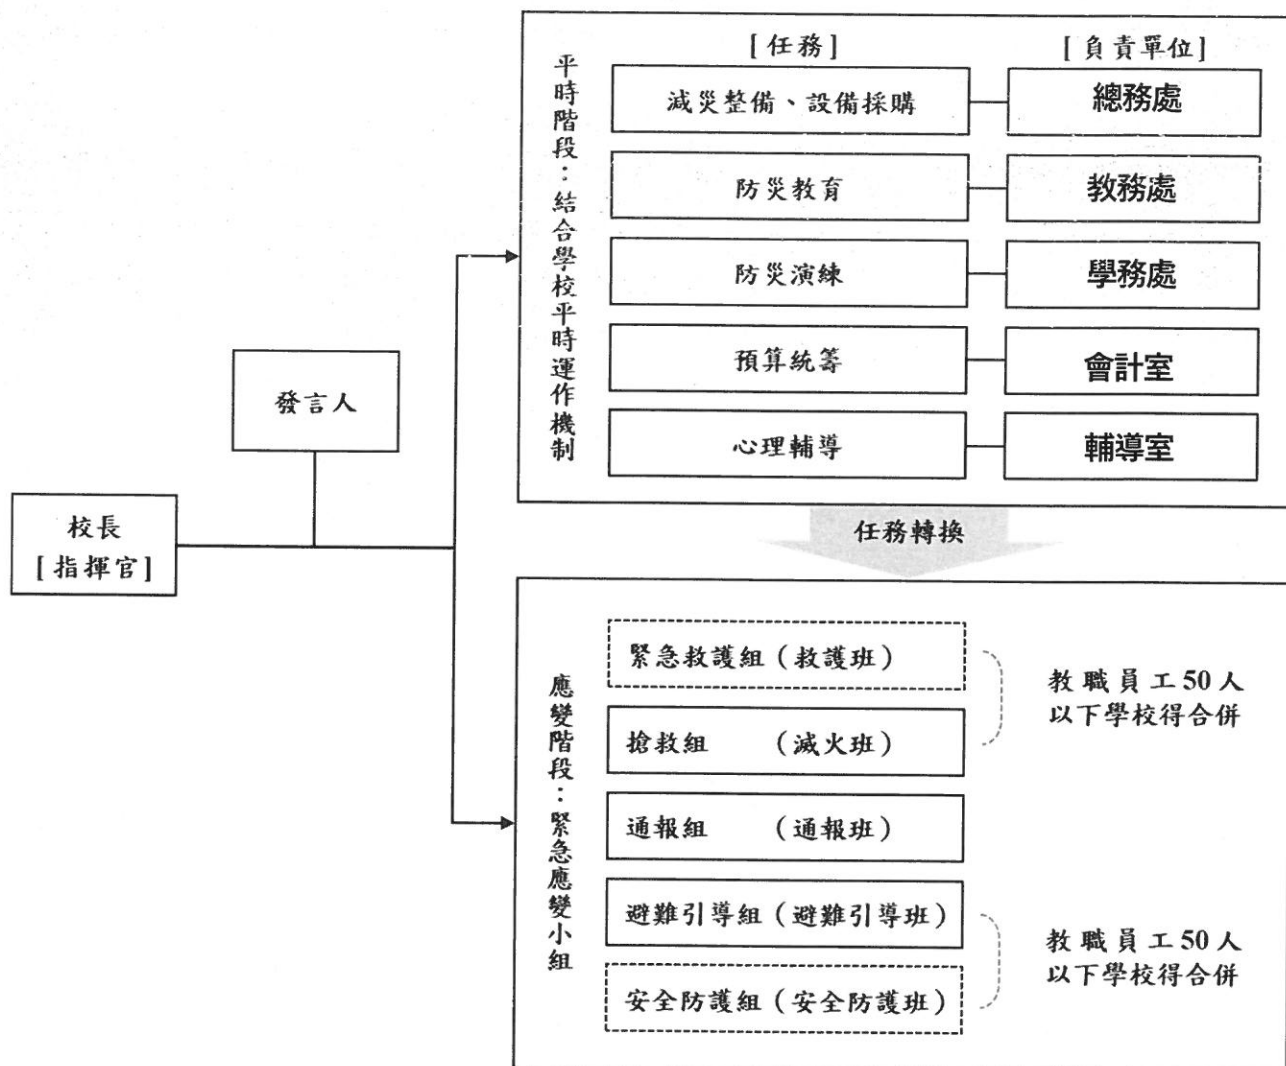 [任務]
[負責單位]
平時階段：結合學校平時運作機制
減災整備、設備採購
總務處
防災教育
教務處
防災演練
學務處
預算統籌
會計室
心理輔導
輔導室
發言人
校長
[指揮官]
任務轉換
應變階段：緊急應變小組
緊急救護組（救護班）
搶救組　　（滅火班）
教職員工50人
以下學校得合併
通報組　　（通報班）
避難引導組（避難引導班）
安全防護組（安全防護班）
教職員工50人
以下學校得合併